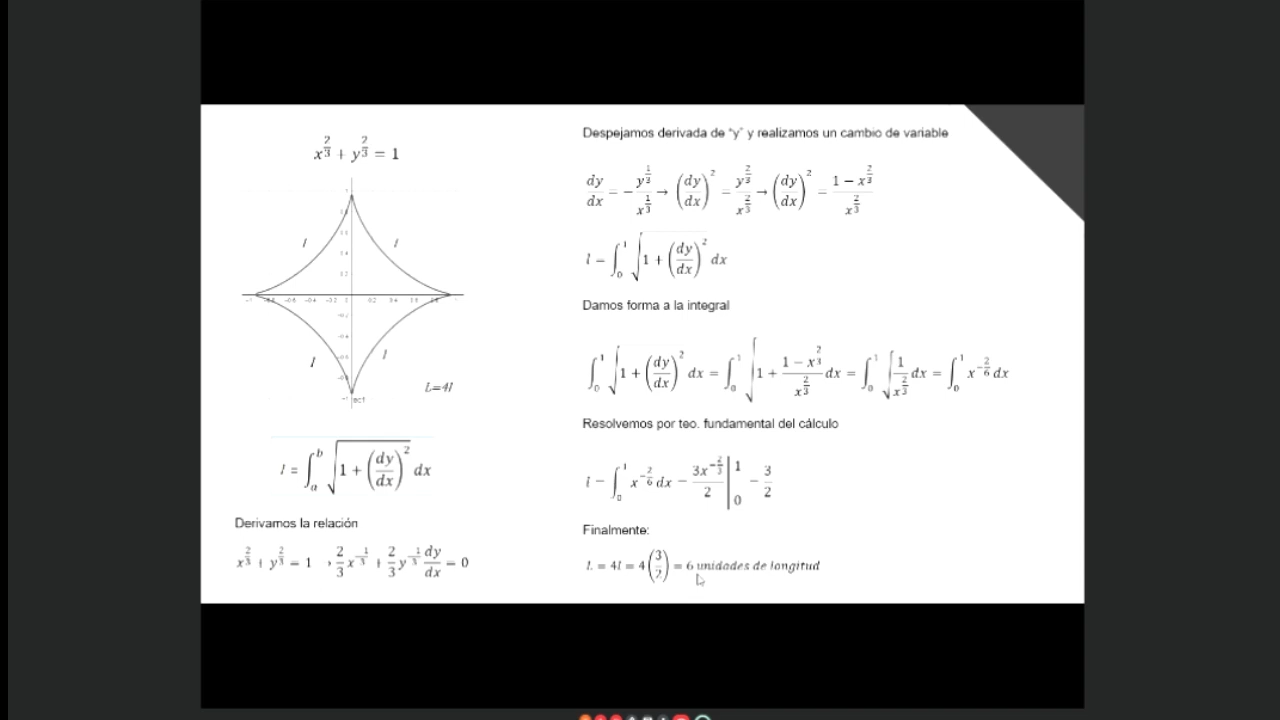 x^{2/3} + y^{2/3} = 1
l
l
l
l
L=4l
l = ∫_a^b √(1 + (dy/dx)^2) dx
Derivamos la relación
x^{2/3} + y^{2/3} = 1 → 2/3 x^{-1/3} + 2/3 y^{-1/3} dy/dx = 0
Despejamos derivada de "y" y realizamos un cambio de variable
dy/dx = - y^{1/3}/x^{1/3} → (dy/dx)^2 = y^{2/3}/x^{2/3} → (dy/dx)^2 = (1 - x^{2/3})/x^{2/3}
l = ∫_0^1 √(1 + (dy/dx)^2) dx
Damos forma a la integral
∫_0^1 √(1 + (dy/dx)^2) dx = ∫_0^1 √(1 + (1 - x^{2/3})/x^{2/3}) dx = ∫_0^1 √(1/x^{2/3}) dx = ∫_0^1 x^{-2/6} dx
Resolvemos por teo. fundamental del cálculo
l = ∫_0^1 x^{-2/6} dx = 3x^{-2/3}/2 |_0^1 = 3/2
Finalmente:
L = 4l = 4(3/2) = 6 unidades de longitud